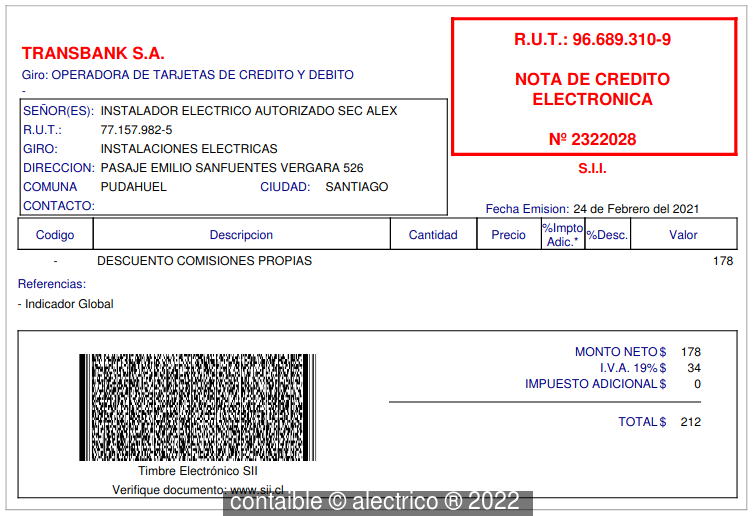 TRANSBANK S.A.
Giro: OPERADORA DE TARJETAS DE CREDITO Y DEBITO
-
R.U.T.: 96.689.310-9
NOTA DE CREDITO
ELECTRONICA
Nº 2322028
S.I.I.
SEÑOR(ES): INSTALADOR ELECTRICO AUTORIZADO SEC ALEX
R.U.T.: 77.157.982-5
GIRO: INSTALACIONES ELECTRICAS
DIRECCION: PASAJE EMILIO SANFUENTES VERGARA 526
COMUNA PUDAHUEL CIUDAD: SANTIAGO
CONTACTO:
Fecha Emision: 24 de Febrero del 2021
Codigo Descripcion Cantidad Precio %Impto Adic.* %Desc. Valor
- DESCUENTO COMISIONES PROPIAS 178
Referencias:
- Indicador Global
MONTO NETO $ 178
I.V.A. 19% $ 34
IMPUESTO ADICIONAL $ 0
TOTAL $ 212
Timbre Electrónico SII
Verifique documento: www.sii.cl
contaible © alectrico ® 2022